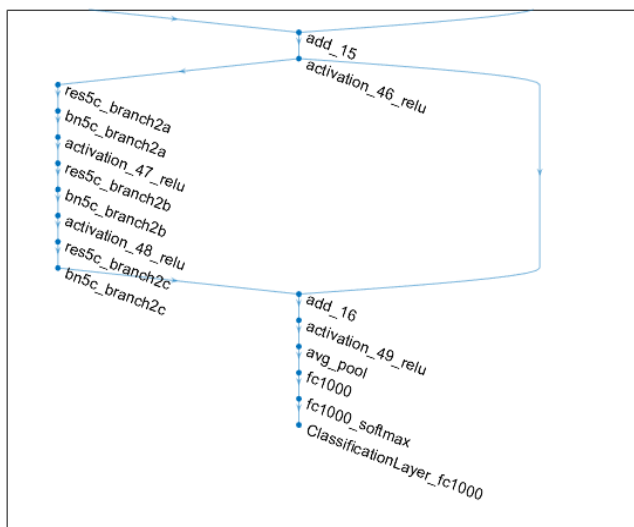 add_15
activation_46_relu
res5c_branch2a
bn5c_branch2a
activation_47_relu
res5c_branch2b
bn5c_branch2b
activation_48_relu
res5c_branch2c
bn5c_branch2c
add_16
activation_49_relu
avg_pool
fc1000
fc1000_softmax
ClassificationLayer_fc1000